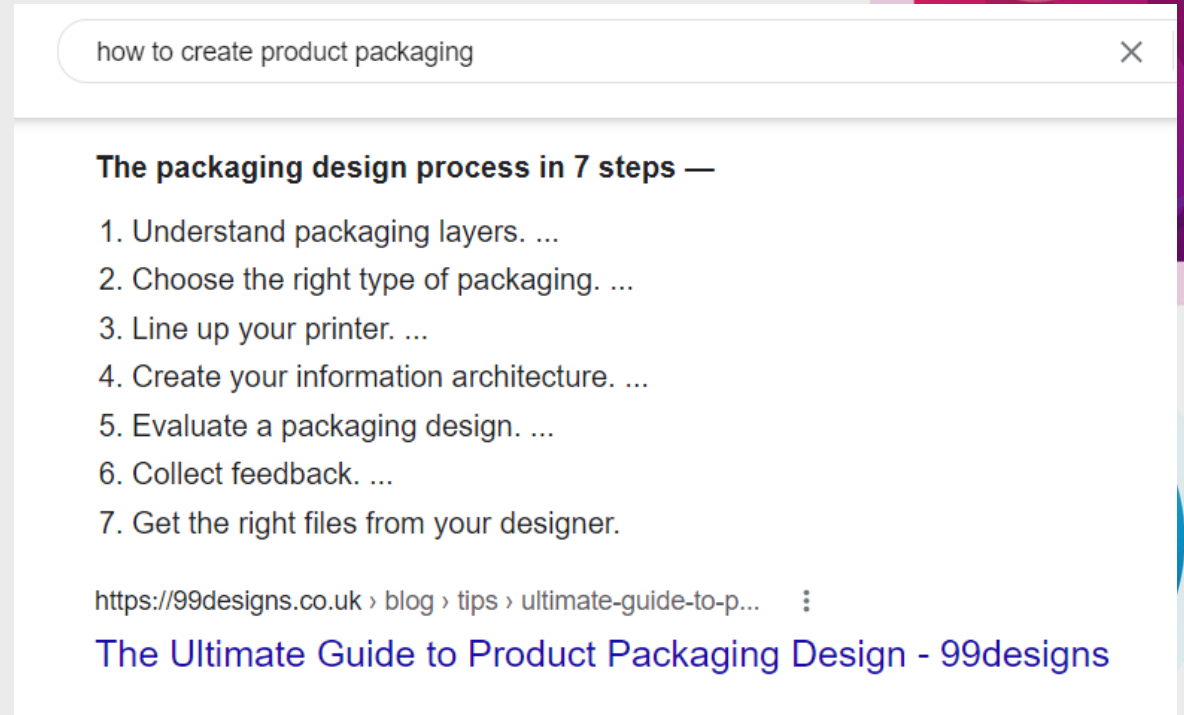 how to create product packaging
The packaging design process in 7 steps —
1. Understand packaging layers. ...
2. Choose the right type of packaging. ...
3. Line up your printer. ...
4. Create your information architecture. ...
5. Evaluate a packaging design. ...
6. Collect feedback. ...
7. Get the right files from your designer.
https://99designs.co.uk › blog › tips › ultimate-guide-to-p...
The Ultimate Guide to Product Packaging Design - 99designs